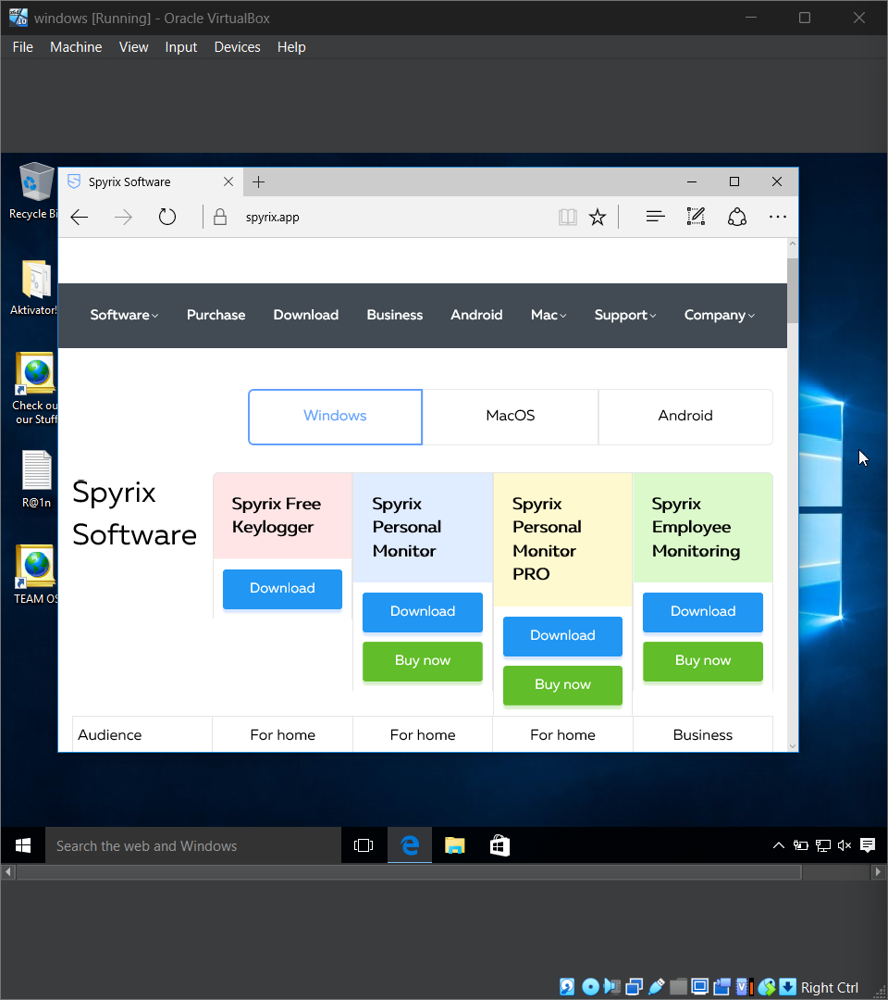 windows [Running] - Oracle VirtualBox
File Machine View Input Devices Help
Recycle Bi
Aktivator!
Check ou
our Stuff
R@1n
TEAM OS
Spyrix Software
spyrix.app
Software Purchase Download Business Android Mac Support Company
Windows MacOS Android
Spyrix
Software
Spyrix Free
Keylogger
Download
Spyrix
Personal
Monitor
Download
Buy now
Spyrix
Personal
Monitor
PRO
Download
Buy now
Spyrix
Employee
Monitoring
Download
Buy now
Audience For home For home For home Business
Search the web and Windows
Right Ctrl